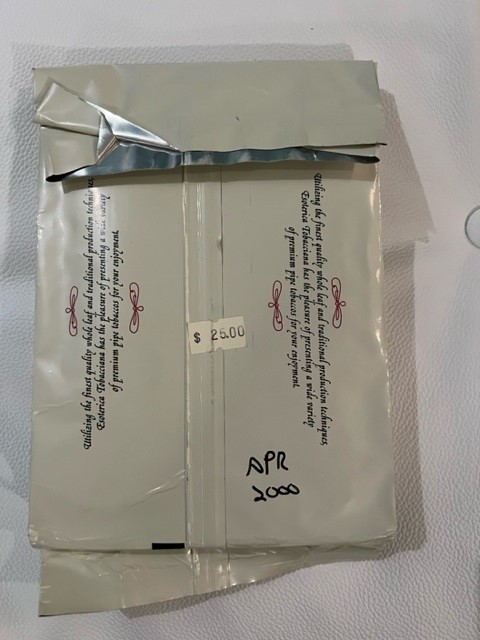 Utilizing the finest quality whole leaf and traditional production techniques,
Esoterica Tobacciana has the pleasure of presenting a wide variety
of premium pipe tobaccos for your enjoyment.
$ 25.00
Utilizing the finest quality whole leaf and traditional production techniques,
Esoterica Tobacciana has the pleasure of presenting a wide variety
of premium pipe tobaccos for your enjoyment.
APR
2000